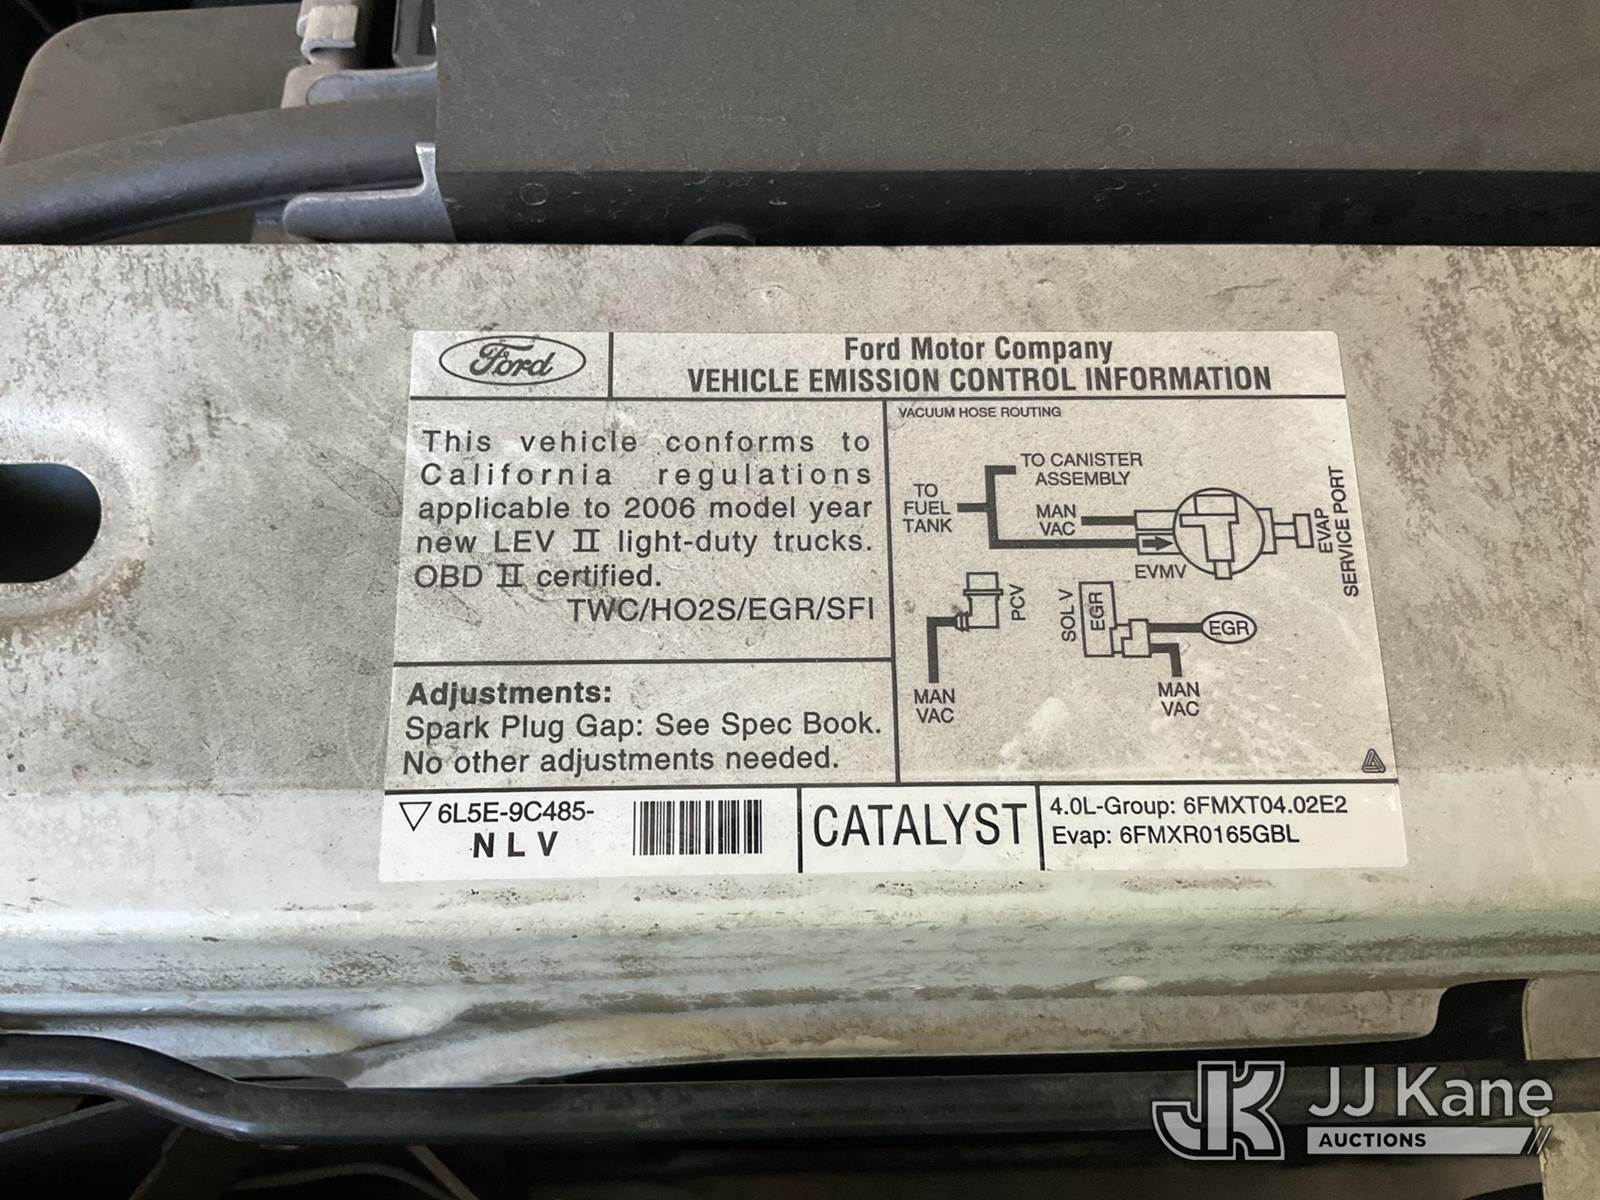 Ford
Ford Motor Company
VEHICLE EMISSION CONTROL INFORMATION
This vehicle conforms to
California regulations
applicable to 2006 model year
new LEV II light-duty trucks.
OBD II certified.
TWC/HO2S/EGR/SFI
Adjustments:
Spark Plug Gap: See Spec Book.
No other adjustments needed.
VACUUM HOSE ROUTING
TO CANISTER
ASSEMBLY
TO
FUEL
TANK
MAN
VAC
EVMV
EVAP
SERVICE PORT
PCV
MAN
VAC
SOL V
EGR
EGR
MAN
VAC
6L5E-9C485-
NLV
CATALYST
4.0L-Group: 6FMXT04.02E2
Evap: 6FMXR0165GBL
JK
JJ Kane
AUCTIONS